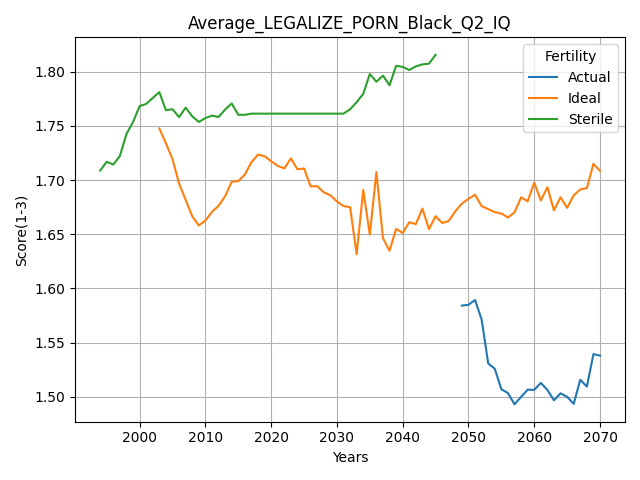 Average_LEGALIZE_PORN_Black_Q2_IQ
Fertility
Actual
Ideal
Sterile
Score(1-3)
1.80
1.75
1.70
1.65
1.60
1.55
1.50
2000 2010 2020 2030 2040 2050 2060 2070
Years